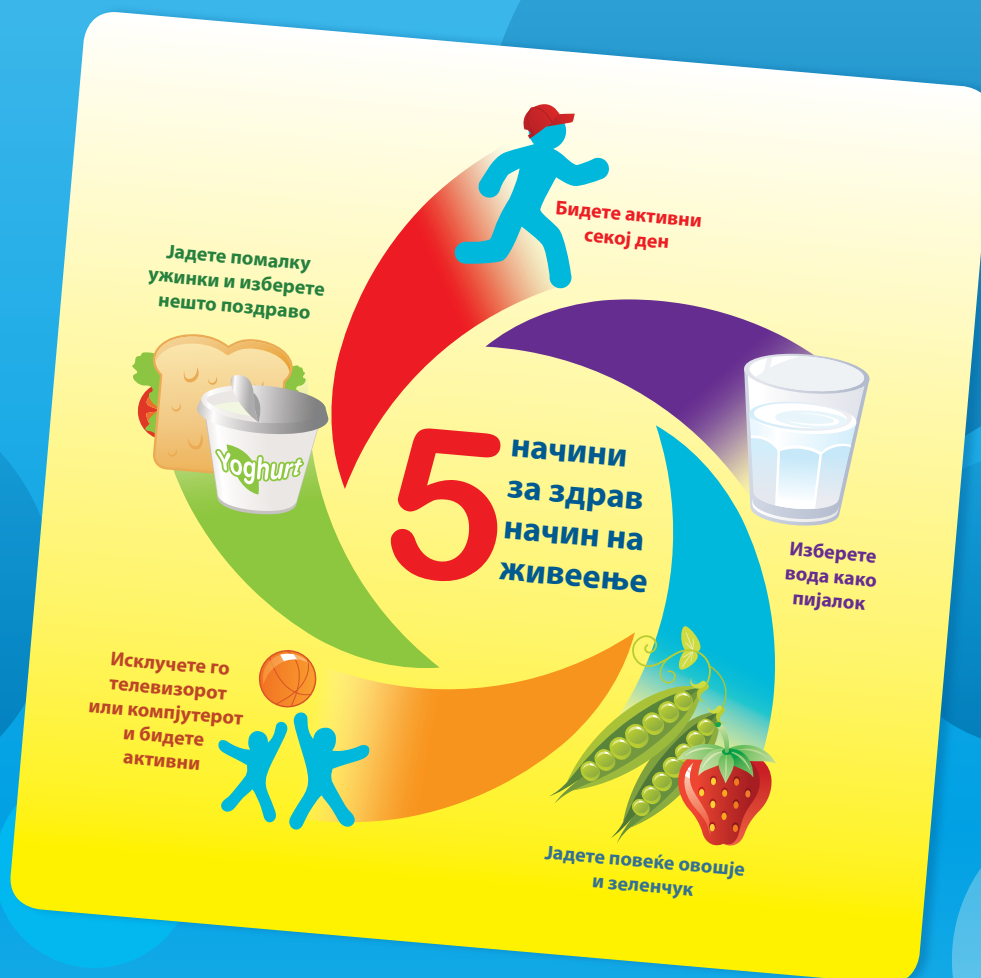 Бидете активни
секој ден
Јадете помалку
ужинки и изберете
нешто поздраво
Yoghurt
5
начини
за здрав
начин на
живеење
Изберете
вода како
пијалок
Исклучете го
телевизорот
или компјутерот
и бидете
активни
Јадете повеќе овошје
и зеленчук